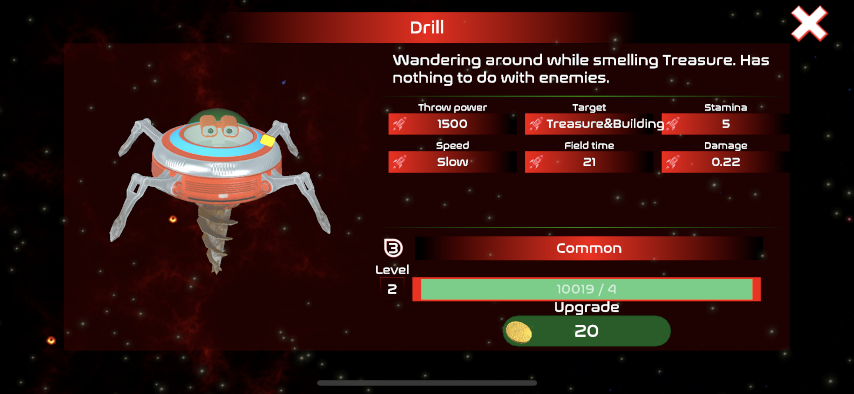 Drill
Wandering around while smelling Treasure. Has
nothing to do with enemies.
Throw power
Target
Stamina
1500
Treasure&Building
5
Speed
Field time
Damage
Slow
21
0.22
3
Common
Level
2
10019 / 4
Upgrade
20